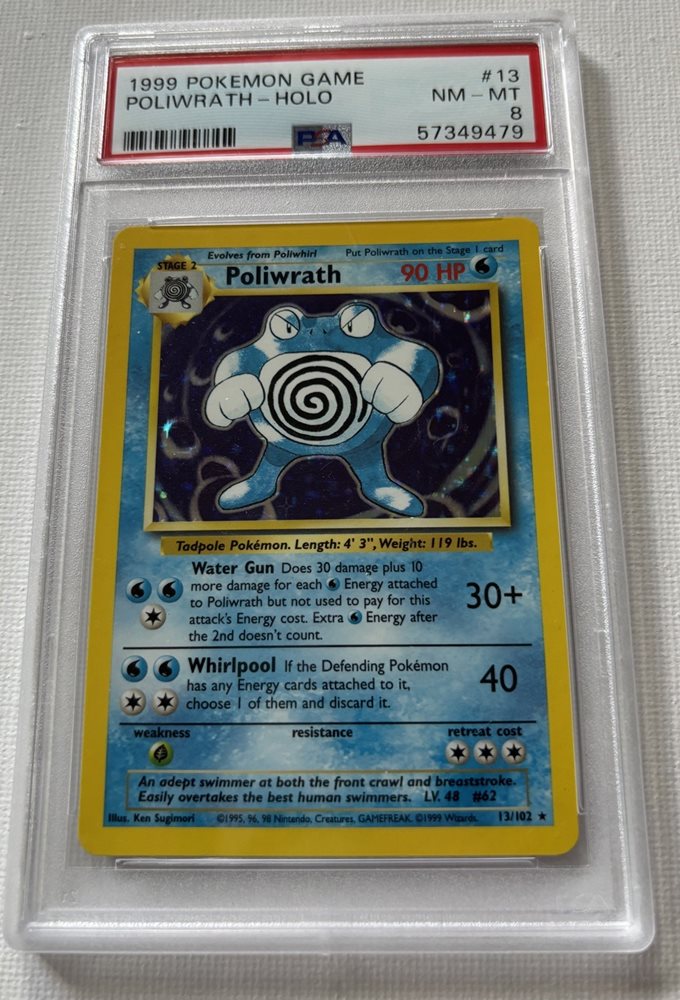 1999 POKEMON GAME #13
POLIWRATH - HOLO NM - MT
8
PSA 57349479
Evolves from Poliwhirl Put Poliwrath on the Stage 1 card
STAGE 2
Poliwrath 90 HP
Tadpole Pokémon. Length: 4' 3", Weight: 119 lbs.
Water Gun Does 30 damage plus 10
more damage for each Energy attached
to Poliwrath but not used to pay for this
attack's Energy cost. Extra Energy after
the 2nd doesn't count.
30+
Whirlpool If the Defending Pokémon
has any Energy cards attached to it,
choose 1 of them and discard it.
40
weakness resistance retreat cost
An adept swimmer at both the front crawl and breaststroke.
Easily overtakes the best human swimmers. LV. 48 #62
Illus. Ken Sugimori ©1995, 96, 98 Nintendo, Creatures, GAMEFREAK. ©1999 Wizards. 13/102 ★